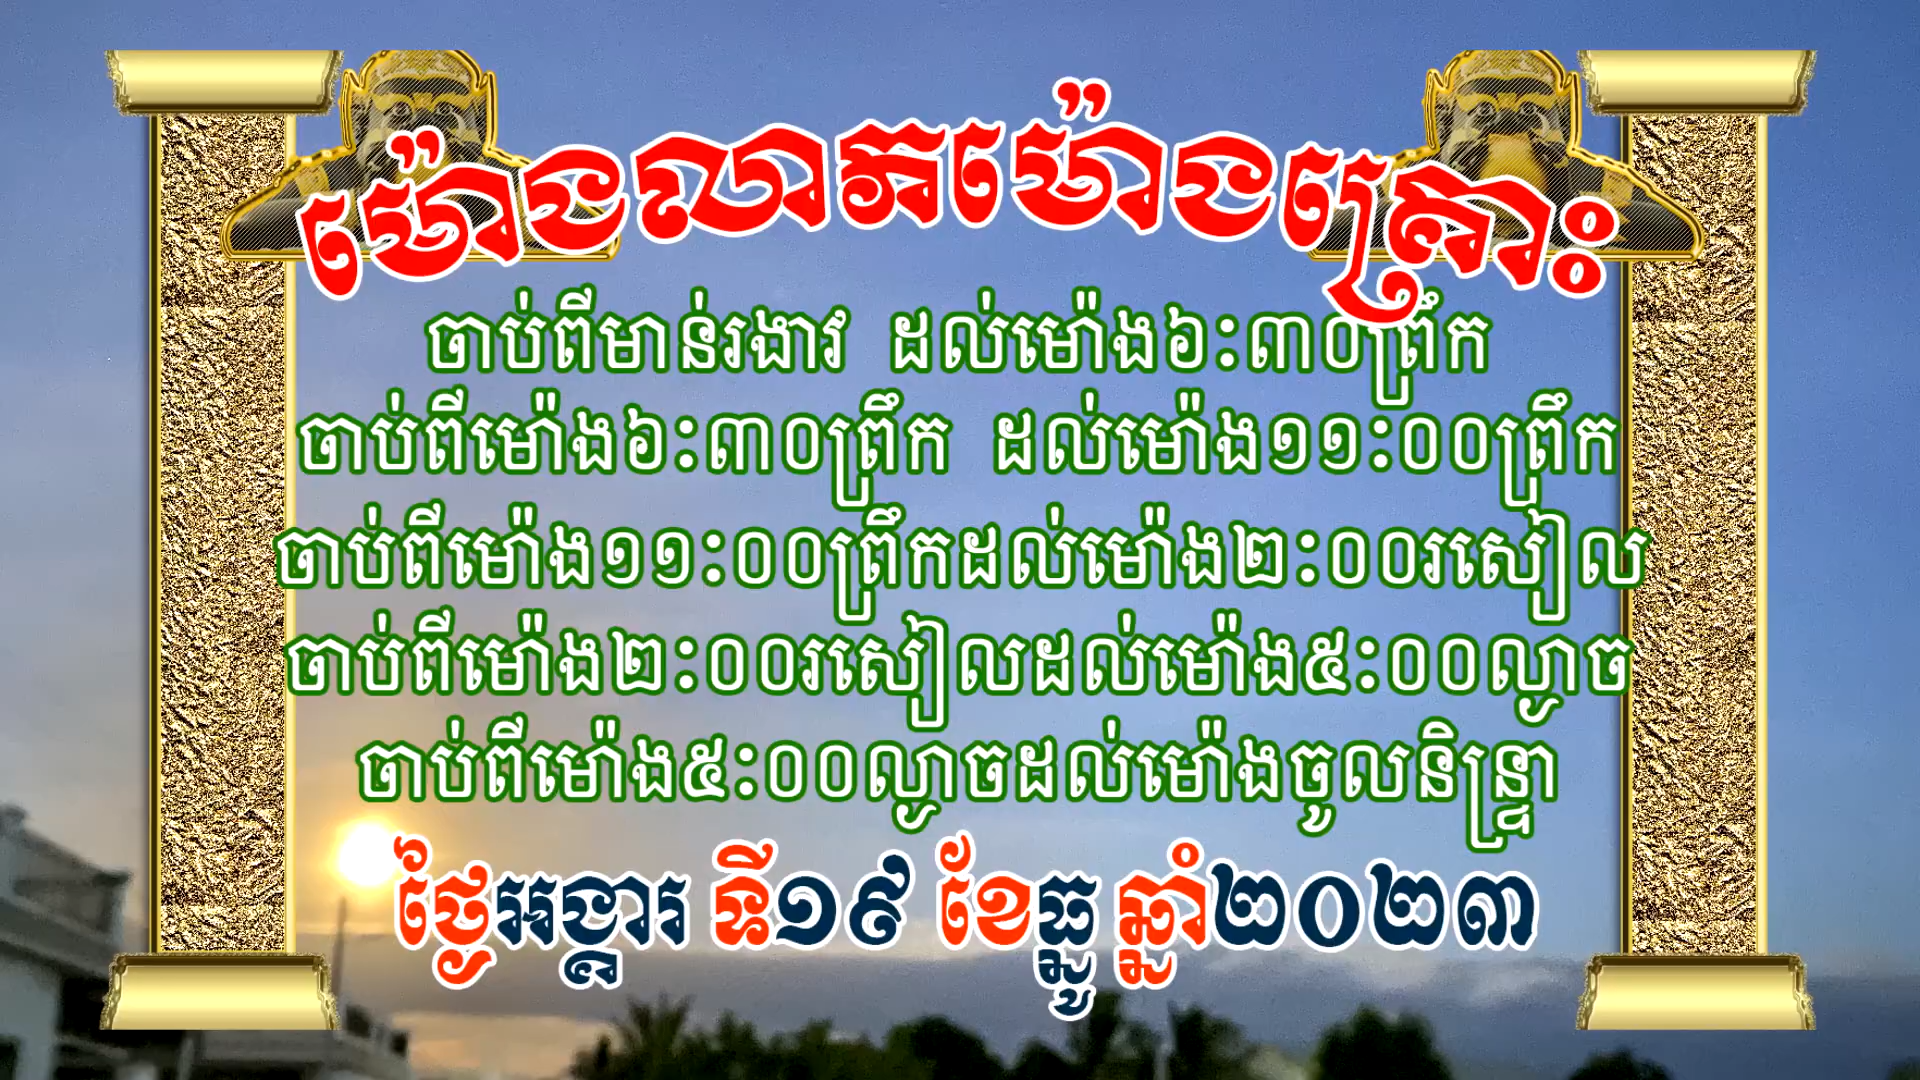 ម៉ោងលាភម៉ោងគ្រោះ
ចាប់ពីមាន់រងាវ ដល់ម៉ោង៦:៣០ព្រឹក
ចាប់ពីម៉ោង៦:៣០ព្រឹក ដល់ម៉ោង១១:០០ព្រឹក
ចាប់ពីម៉ោង១១:០០ព្រឹកដល់ម៉ោង២:០០រសៀល
ចាប់ពីម៉ោង២:០០រសៀលដល់ម៉ោង៥:០០ល្ងាច
ចាប់ពីម៉ោង៥:០០ល្ងាចដល់ម៉ោងចូលនិន្ទ្រា
ថ្ងៃអង្គារ ទី១៩ ខែធ្នូ ឆ្នាំ២០២៣